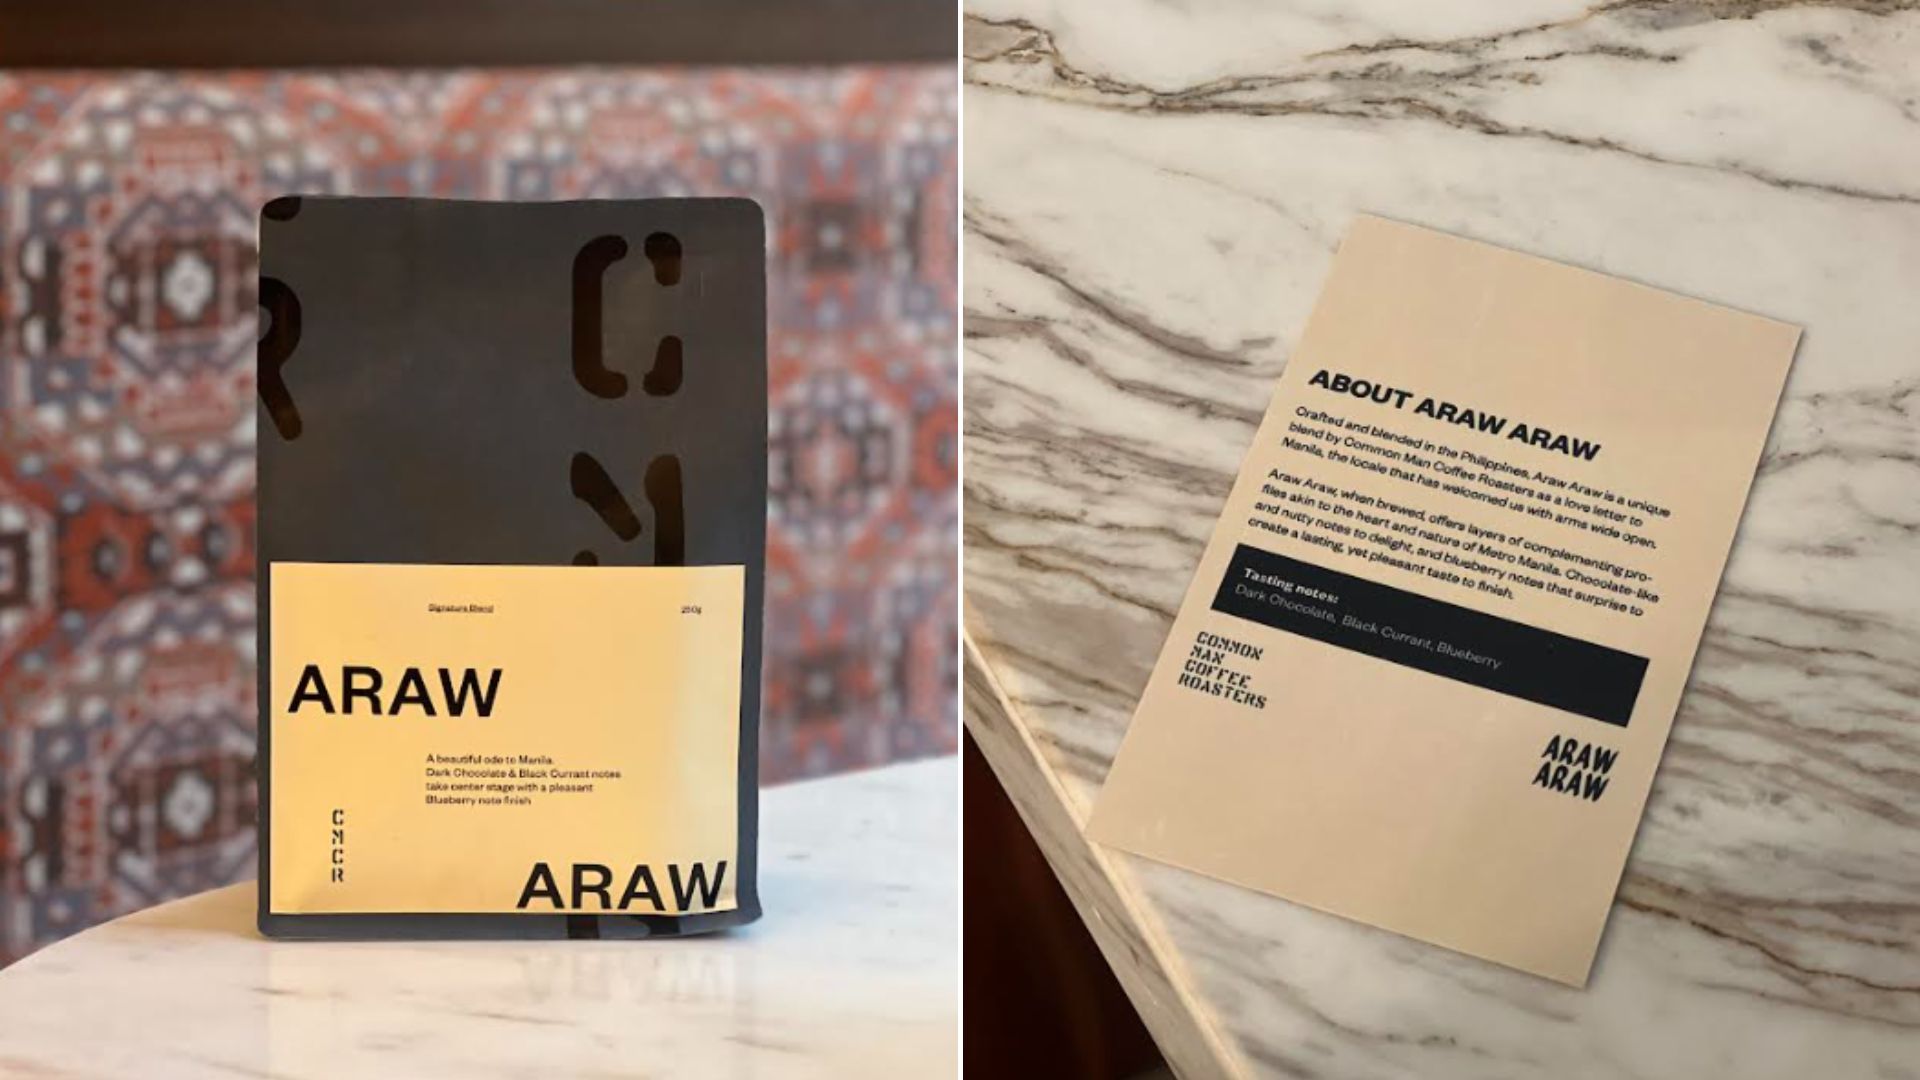 C
M
R
Signature Blend
250g
ARAW
A beautiful ode to Manila.
Dark Chocolate & Black Currant notes
take center stage with a pleasant
Blueberry note finish
C
M
C
R
ARAW
ABOUT ARAW ARAW
Crafted and blended in the Philippines, Araw Araw is a unique
blend by Common Man Coffee Roasters as a love letter to
Manila, the locale that has welcomed us with arms wide open.
Araw Araw, when brewed, offers layers of complementing pro-
files akin to the heart and nature of Metro Manila. Chocolate-like
and nutty notes to delight, and blueberry notes that surprise to
create a lasting, yet pleasant taste to finish.
Tasting notes:
Dark Chocolate, Black Currant, Blueberry
COMMON
MAN
COFFEE
ROASTERS
ARAW
ARAW